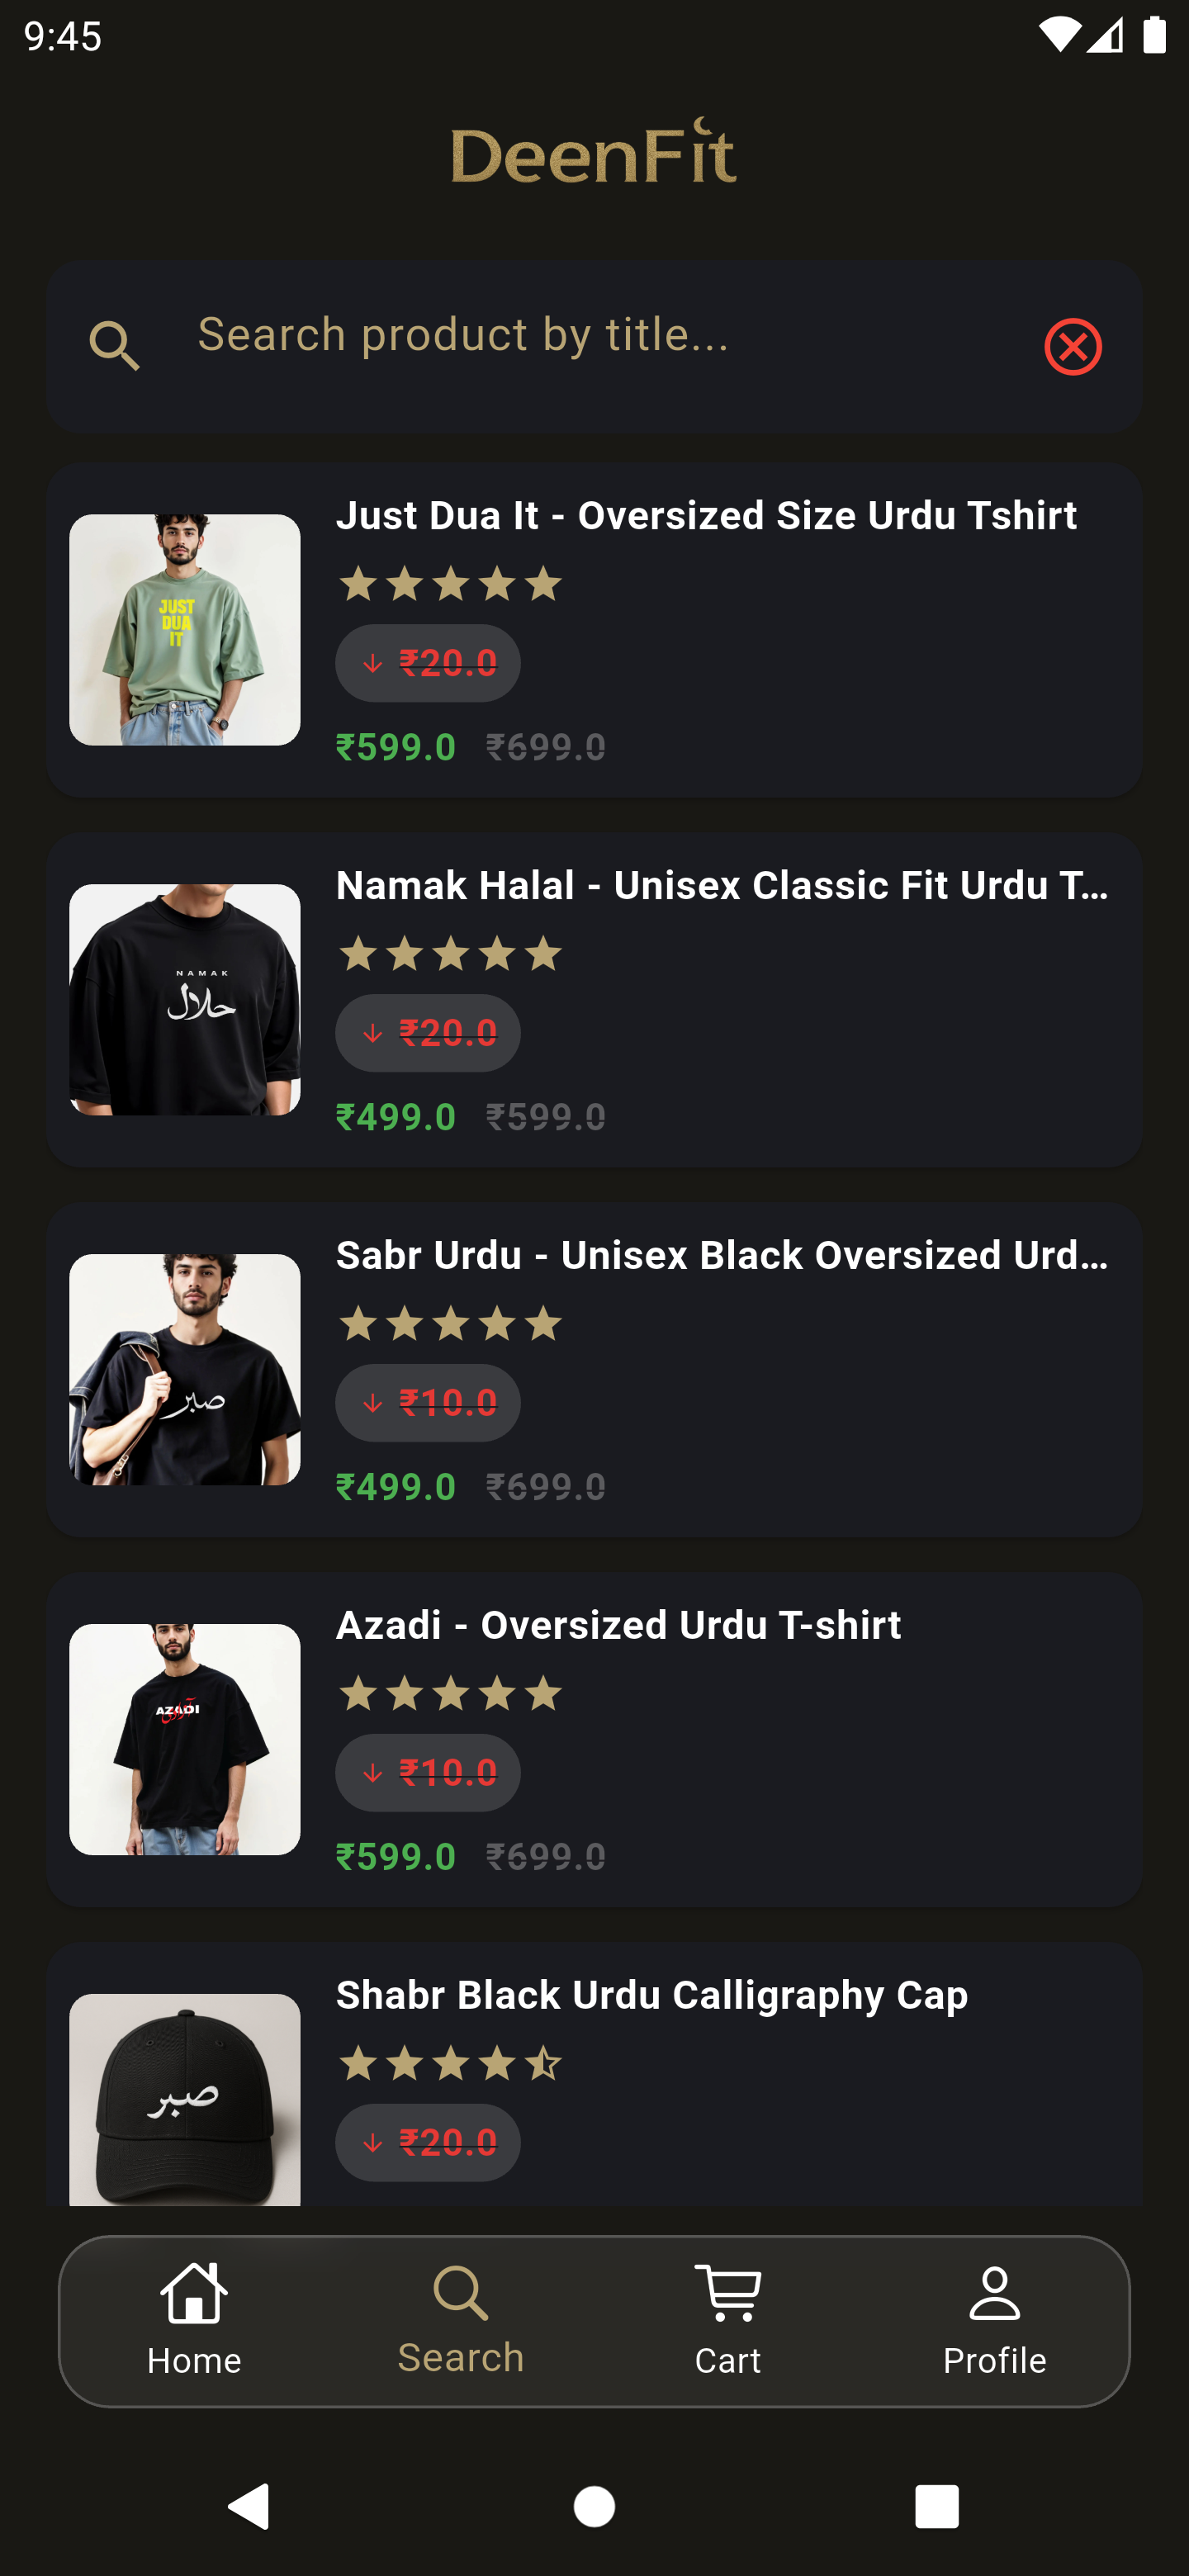 9:45
DeenFit
Search product by title...
Just Dua It - Oversized Size Urdu Tshirt
JUST
DUA
IT
↓ ₹20.0
₹599.0 ₹699.0
Namak Halal - Unisex Classic Fit Urdu T...
NAMAK
حلال
↓ ₹20.0
₹499.0 ₹599.0
Sabr Urdu - Unisex Black Oversized Urd...
صبر
↓ ₹10.0
₹499.0 ₹699.0
Azadi - Oversized Urdu T-shirt
AZADI
آزادی
↓ ₹10.0
₹599.0 ₹699.0
Shabr Black Urdu Calligraphy Cap
صبر
↓ ₹20.0
Home Search Cart Profile